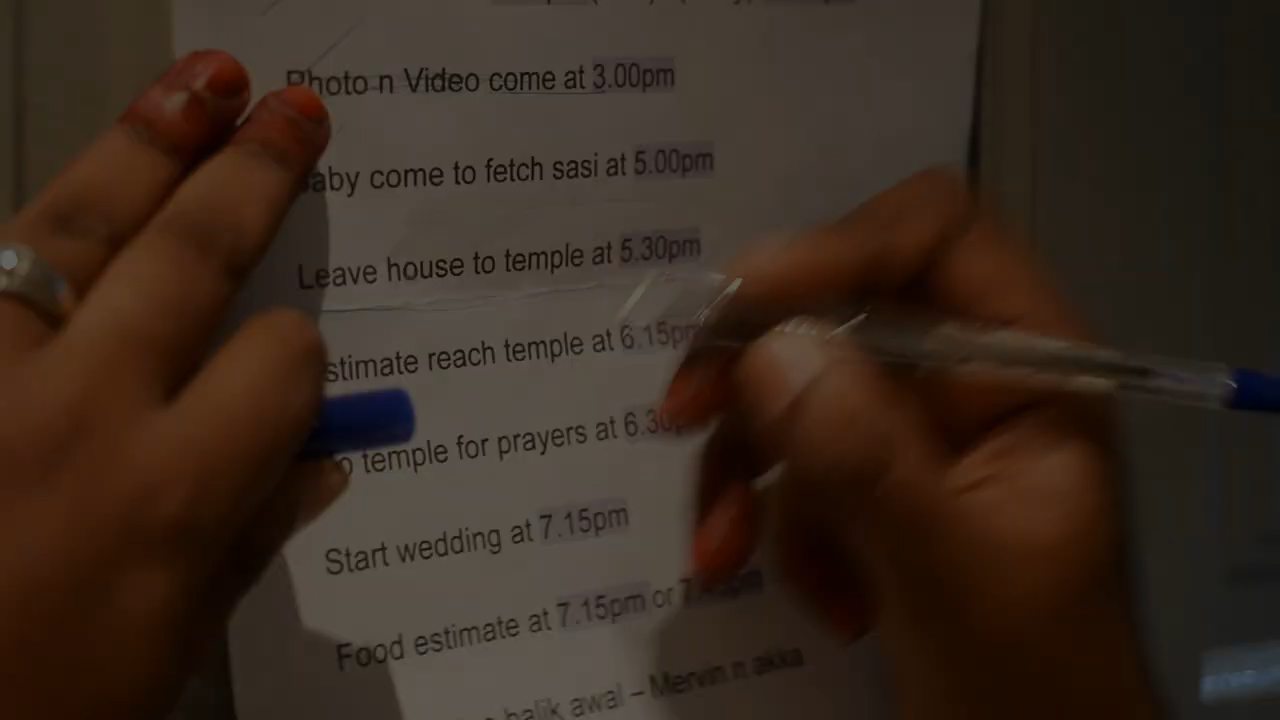 Photo n Video come at 3.00pm
aby come to fetch sasi at 5.00pm
Leave house to temple at 5.30pm
stimate reach temple at 6.15pm
temple for prayers at 6.30
Start wedding at 7.15pm
Food estimate at 7.15pm or
balik awal – Mervin n akka